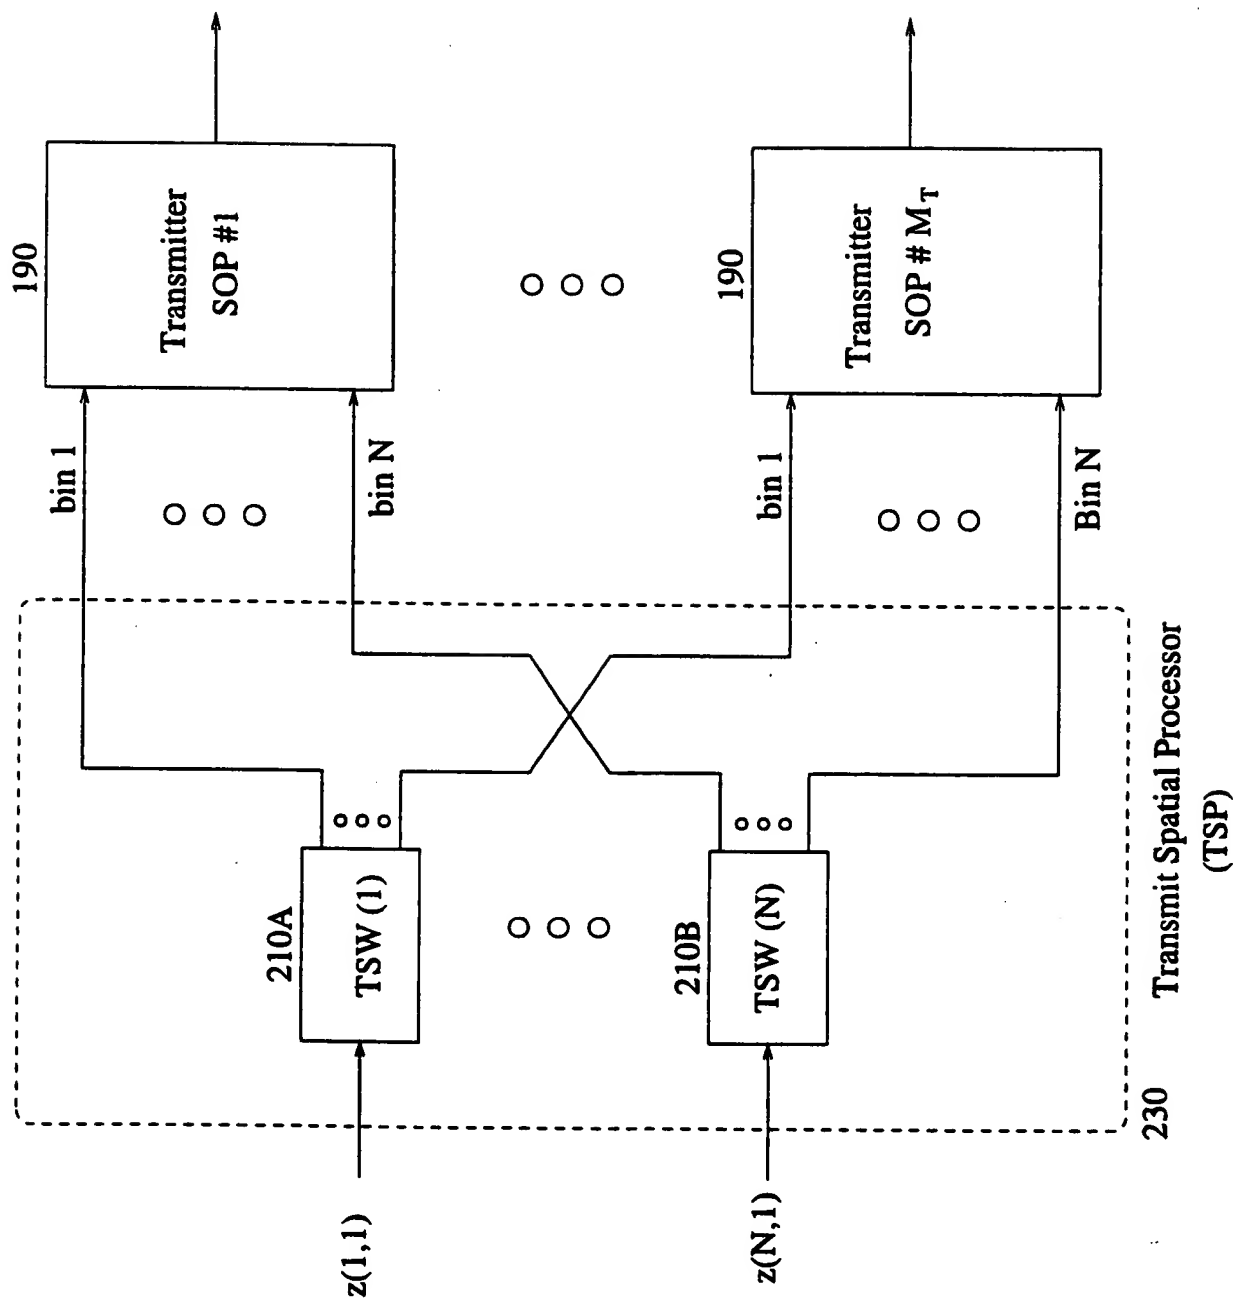 190
Transmitter
SOP #1
bin 1
bin N
190
Transmitter
SOP # MT
bin 1
Bin N
210A
TSW (1)
210B
TSW (N)
z(1,1)
z(N,1)
230
Transmit Spatial Processor
(TSP)